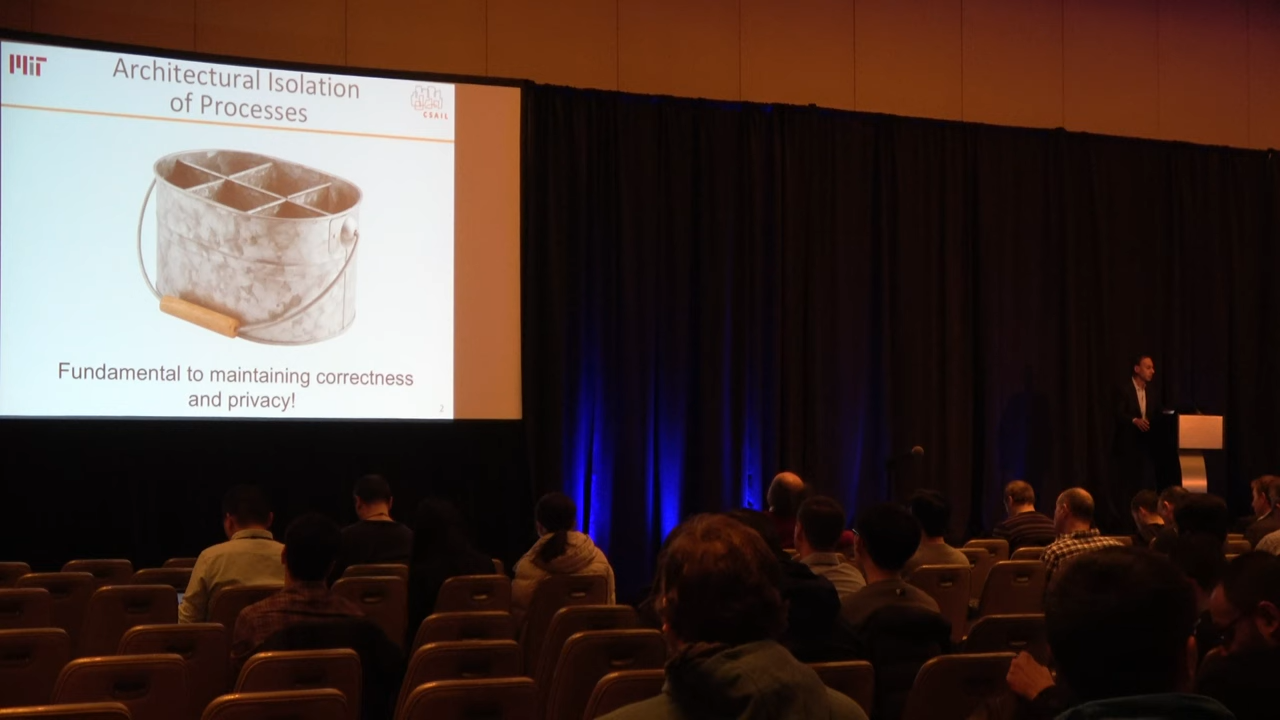 MIT
Architectural Isolation
of Processes
CSAIL
Fundamental to maintaining correctness
and privacy!
2